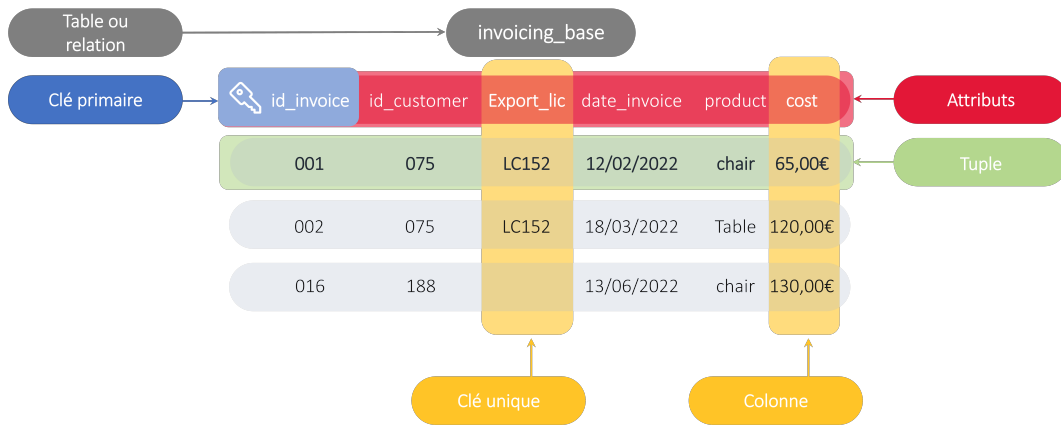 Table ou
relation
invoicing_base
Clé primaire
id_invoice id_customer Export_lic date_invoice product cost
Attributs
001 075 LC152 12/02/2022 chair 65,00€
Tuple
002 075 LC152 18/03/2022 Table 120,00€
016 188 13/06/2022 chair 130,00€
Clé unique
Colonne